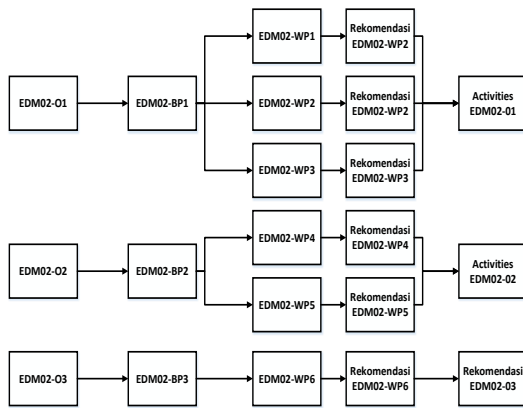 EDM02-O1
EDM02-BP1
EDM02-WP1
Rekomendasi
EDM02-WP2
EDM02-WP2
Rekomendasi
EDM02-WP2
EDM02-WP3
Rekomendasi
EDM02-WP3
Activities
EDM02-01
EDM02-O2
EDM02-BP2
EDM02-WP4
Rekomendasi
EDM02-WP4
EDM02-WP5
Rekomendasi
EDM02-WP5
Activities
EDM02-02
EDM02-O3
EDM02-BP3
EDM02-WP6
Rekomendasi
EDM02-WP6
Rekomendasi
EDM02-03